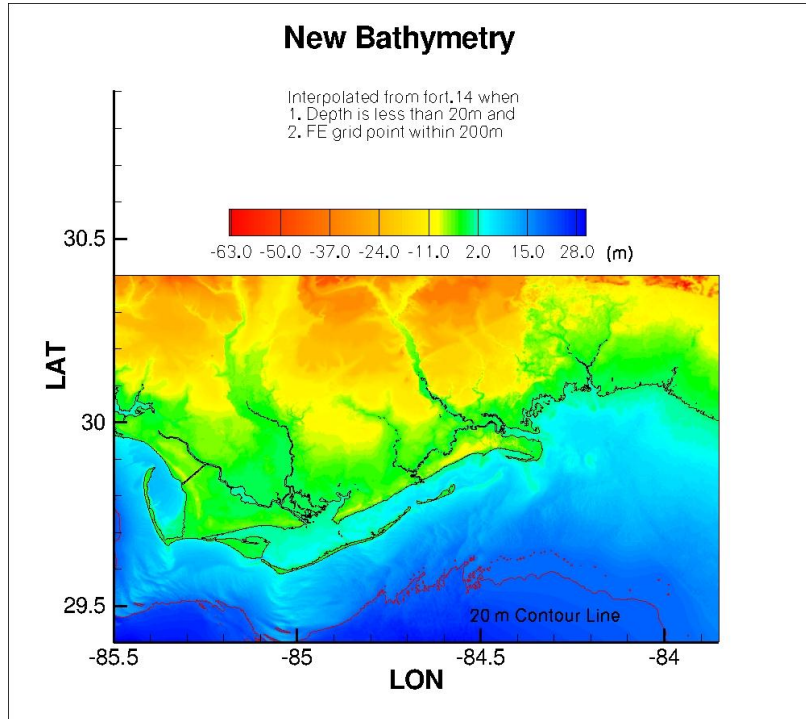 New Bathymetry
Interpolated from fort.14 when
1. Depth is less than 20m and
2. FE grid point within 200m
-63.0 -50.0 -37.0 -24.0 -11.0 2.0 15.0 28.0 (m)
30.5
LAT
30
29.5
20 m Contour Line
-85.5 -85 -84.5 -84
LON